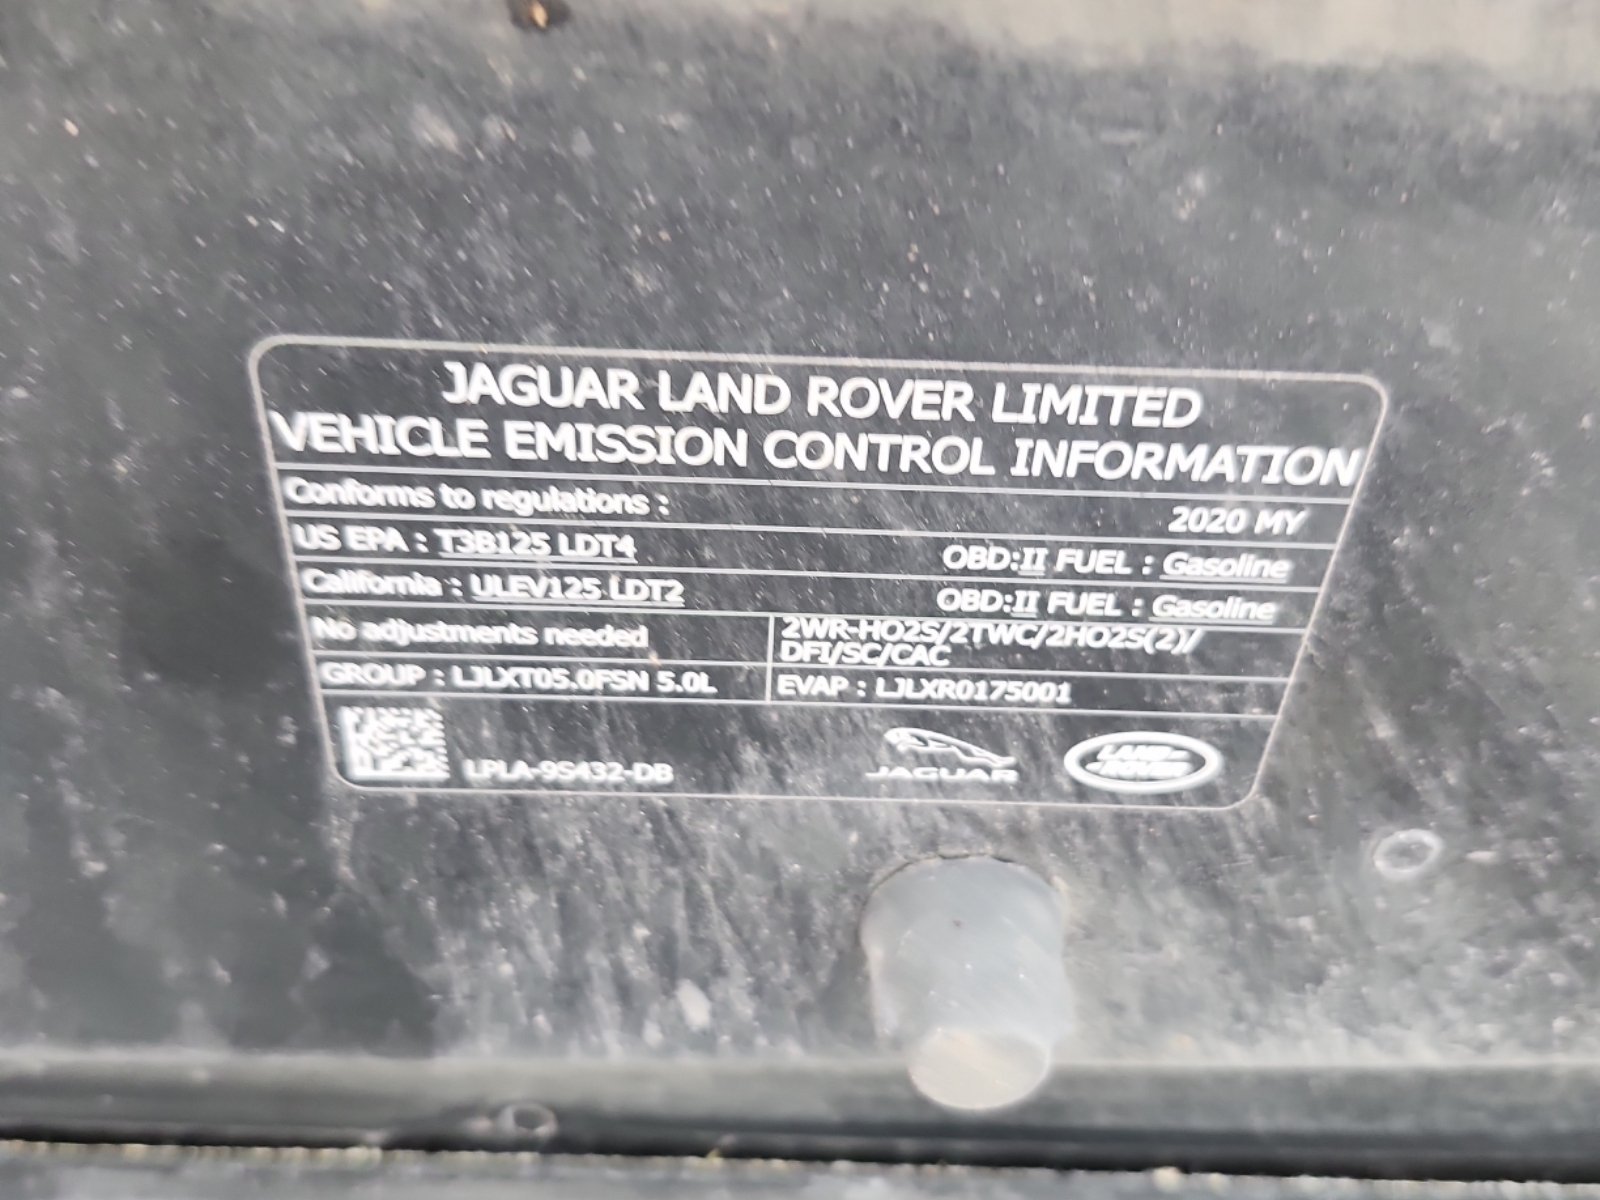 JAGUAR LAND ROVER LIMITED
VEHICLE EMISSION CONTROL INFORMATION
Conforms to regulations : 2020 MY
US EPA : T3B125 LDT4 OBD:II FUEL : Gasoline
California : ULEV125 LDT2 OBD:II FUEL : Gasoline
No adjustments needed
2WR-HO2S/2TWC/2HO2S(2)/
DFI/SC/CAC
GROUP : LJLXT05.0FSN 5.0L
EVAP : LJLXR0175001
LPLA-9S432-DB
JAGUAR
LAND-
-ROVER